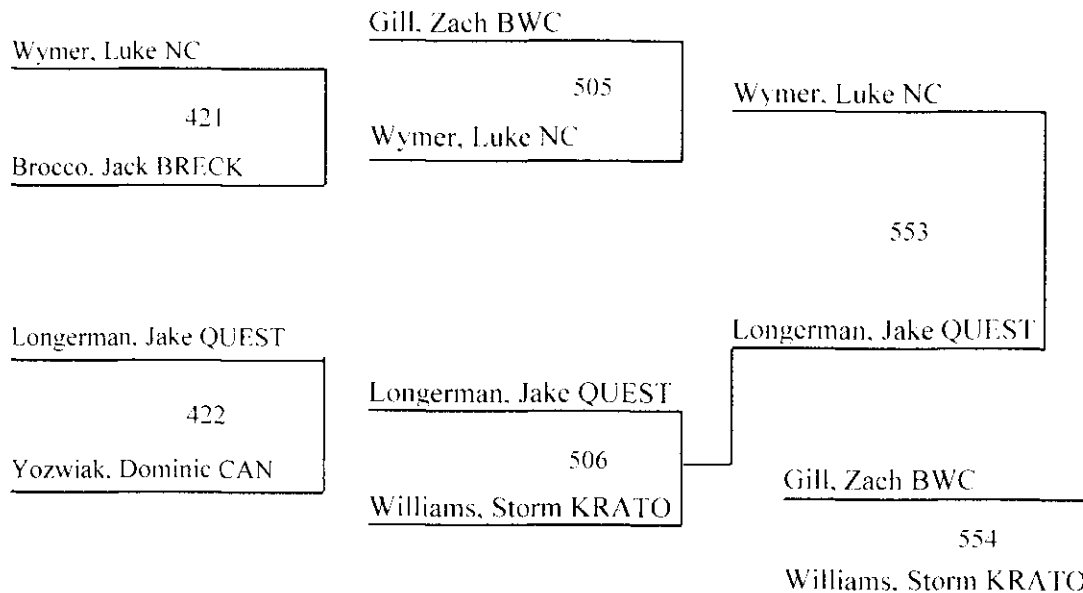 Wymer, Luke NC
421
Brocco, Jack BRECK
Longerman, Jake QUEST
422
Yozwiak, Dominic CAN
Gill, Zach BWC
505
Wymer, Luke NC
Longerman, Jake QUEST
506
Williams, Storm KRATO
Wymer, Luke NC
553
Longerman, Jake QUEST
Gill, Zach BWC
554
Williams, Storm KRATO